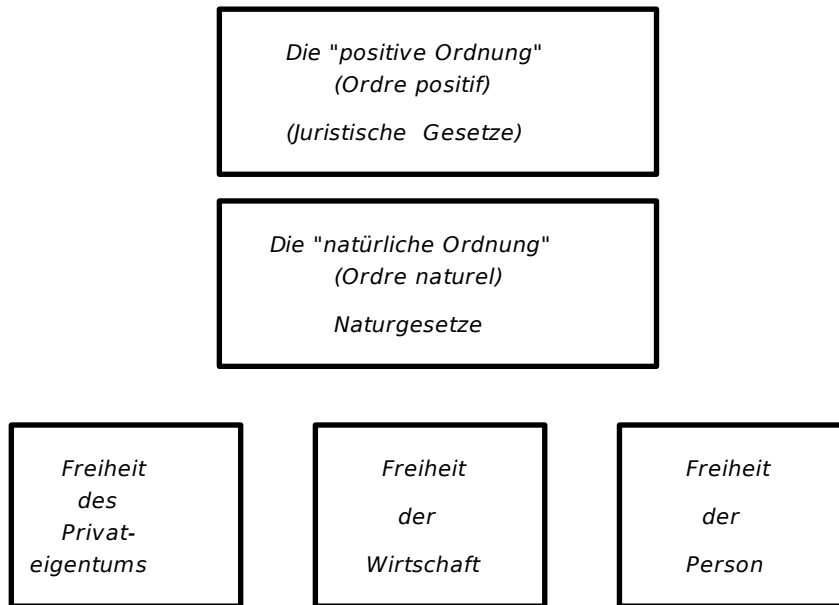 Die "positive Ordnung"
(Ordre positif)
(Juristische Gesetze)
Die "natürliche Ordnung"
(Ordre naturel)
Naturgesetze
Freiheit
des
Privat-
eigentums
Freiheit
der
Wirtschaft
Freiheit
der
Person